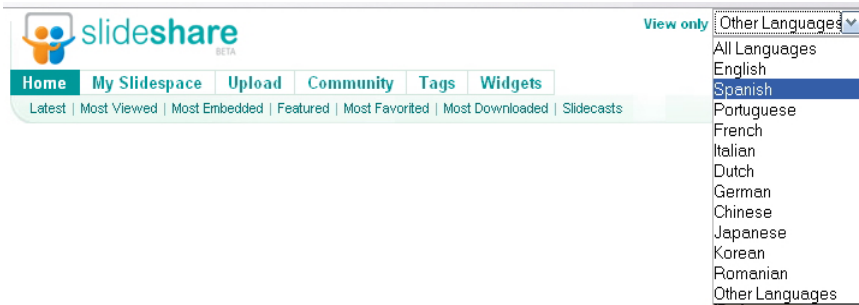 slideshare
BETA
View only Other Languages
Home My Slidespace Upload Community Tags Widgets
Latest | Most Viewed | Most Embedded | Featured | Most Favorited | Most Downloaded | Slidecasts
All Languages
English
Spanish
Portuguese
French
Italian
Dutch
German
Chinese
Japanese
Korean
Romanian
Other Languages